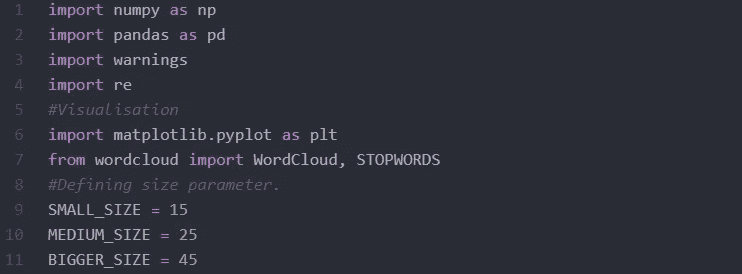 1 import numpy as np
2 import pandas as pd
3 import warnings
4 import re
5 #Visualisation
6 import matplotlib.pyplot as plt
7 from wordcloud import WordCloud, STOPWORDS
8 #Defining size parameter.
9 SMALL_SIZE = 15
10 MEDIUM_SIZE = 25
11 BIGGER_SIZE = 45